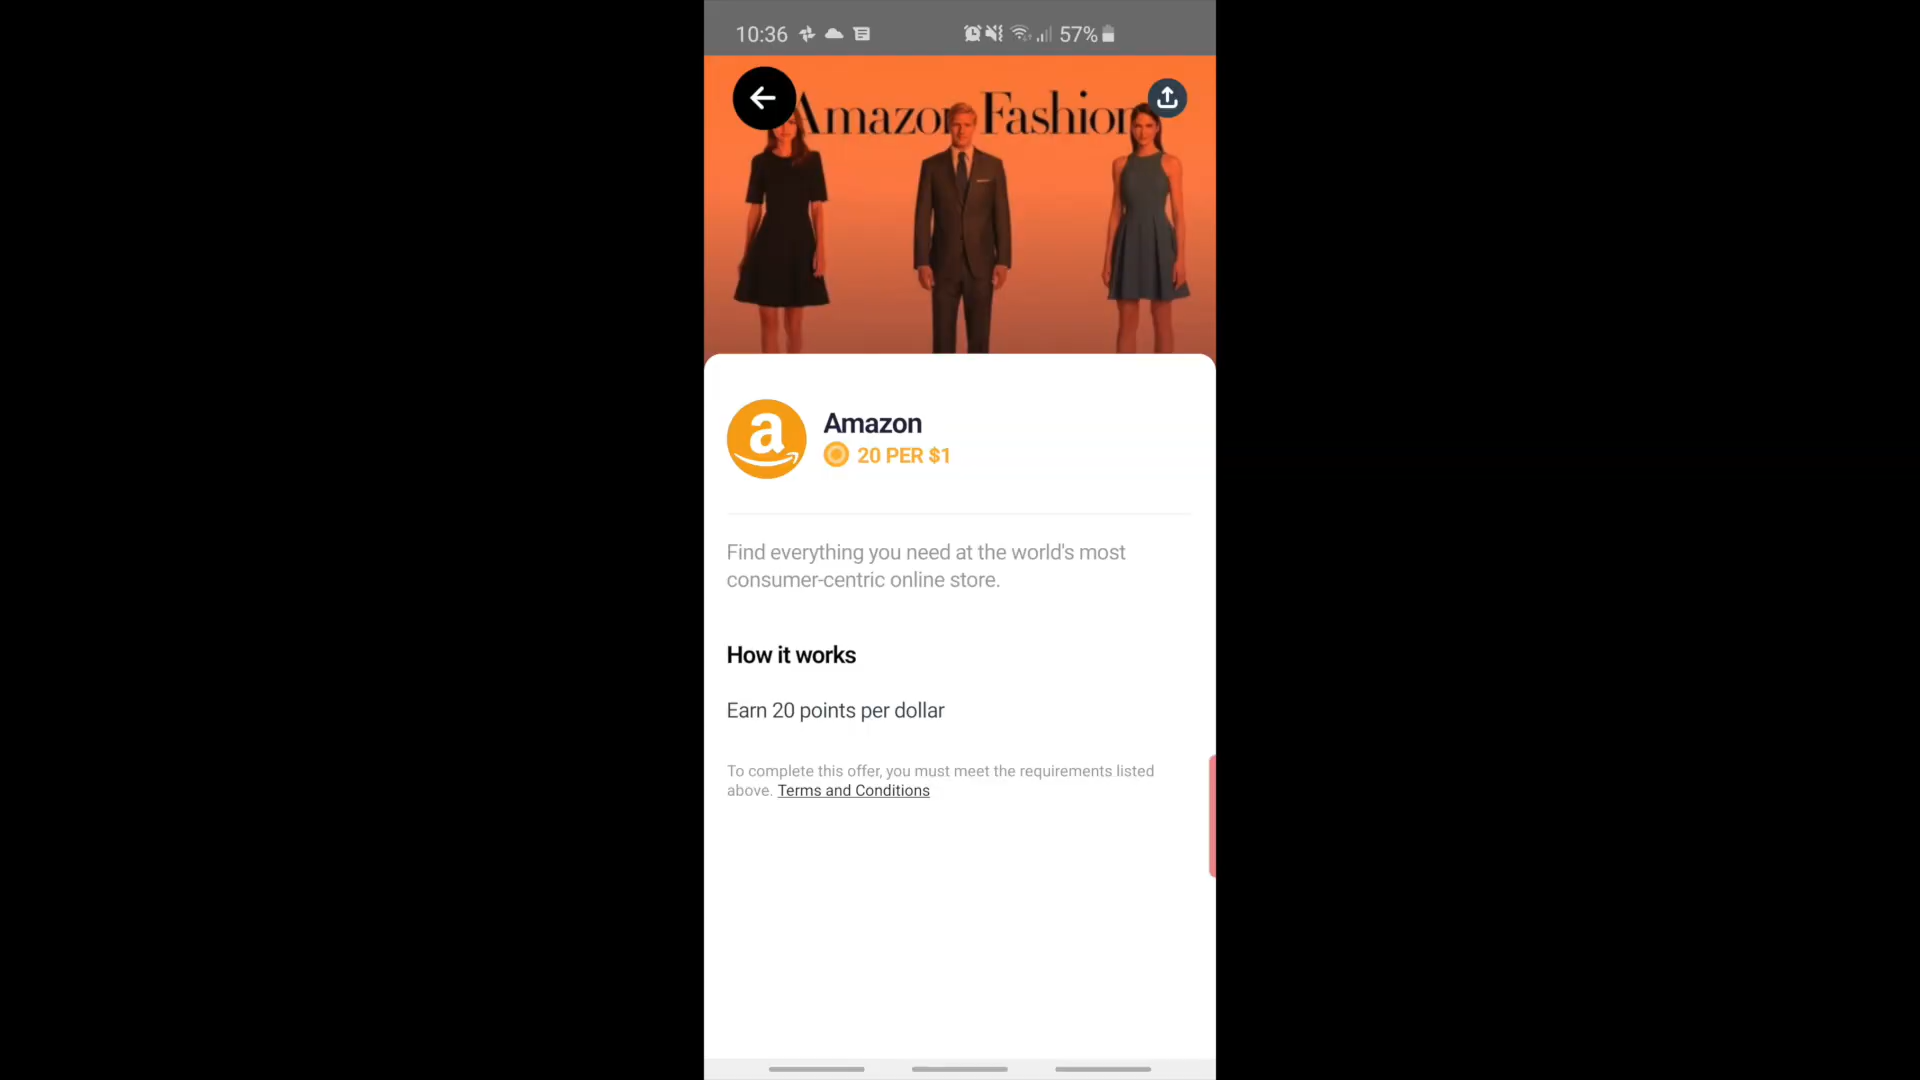 10:36 57%
Amazon Fashion
a
Amazon
20 PER $1
Find everything you need at the world's most
consumer-centric online store.
How it works
Earn 20 points per dollar
To complete this offer, you must meet the requirements listed
above. Terms and Conditions